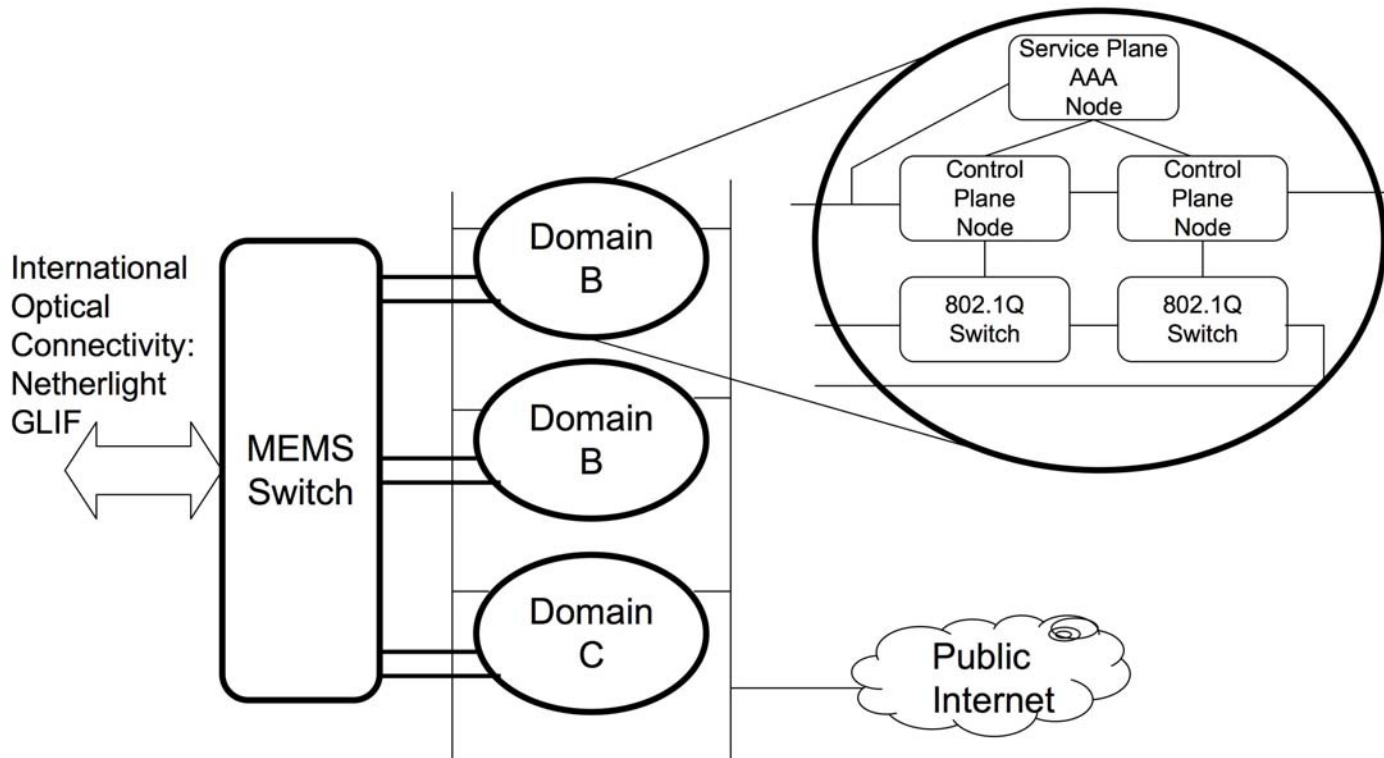 International
Optical
Connectivity:
Netherlight
GLIF
MEMS
Switch
Domain
B
Domain
B
Domain
C
Service Plane
AAA
Node
Control
Plane
Node
Control
Plane
Node
802.1Q
Switch
802.1Q
Switch
Public
Internet